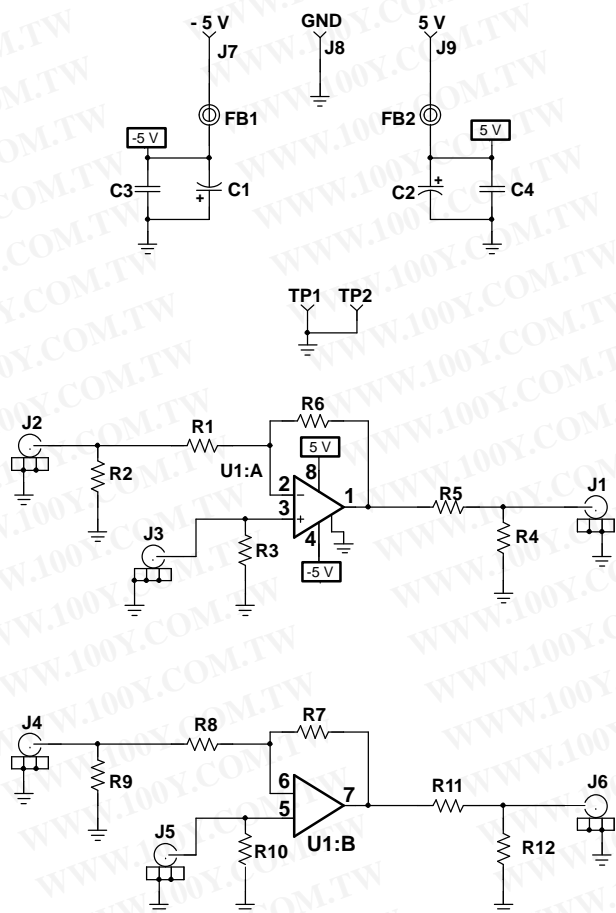 - 5 V
GND
5 V
J7
J8
J9
FB1
FB2
-5 V
5 V
C3
C1
+
C2
+
C4
TP1
TP2
J2
R1
R6
R2
U1:A
5 V
8
2
−
3
+
1
4
-5 V
J3
R3
R5
R4
J1
J4
R8
R7
R9
6
5
7
U1:B
J5
R10
R11
R12
J6
WWW.100Y.COM.TW